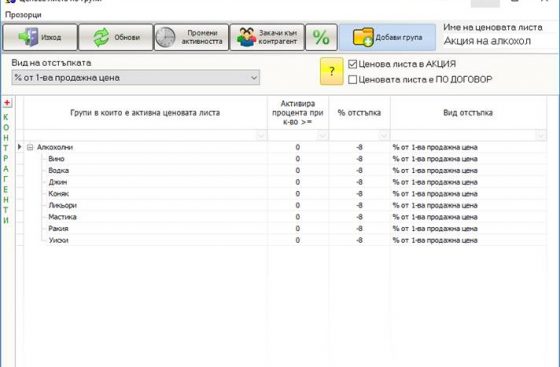 Ценова листа по групи
Прозорци
Изход
Обнови
Промени
активността
Закачи към
контрагент
%
Добави група
Име на ценовата листа
Акция на алкохол
Вид на отстъпката
% от 1-ва продажна цена
?
Ценова листа в АКЦИЯ
Ценовата листа е ПО ДОГОВОР
КОНТРАГЕНТИ
Групи в които е активна ценовата листа
Активира
процента при
к-во >=
% отстъпка
Вид отстъпка
Алкохолни 0 -8 % от 1-ва продажна цена
Вино 0 -8 % от 1-ва продажна цена
Водка 0 -8 % от 1-ва продажна цена
Джин 0 -8 % от 1-ва продажна цена
Коняк 0 -8 % от 1-ва продажна цена
Ликьори 0 -8 % от 1-ва продажна цена
Мастика 0 -8 % от 1-ва продажна цена
Ракия 0 -8 % от 1-ва продажна цена
Уиски 0 -8 % от 1-ва продажна цена